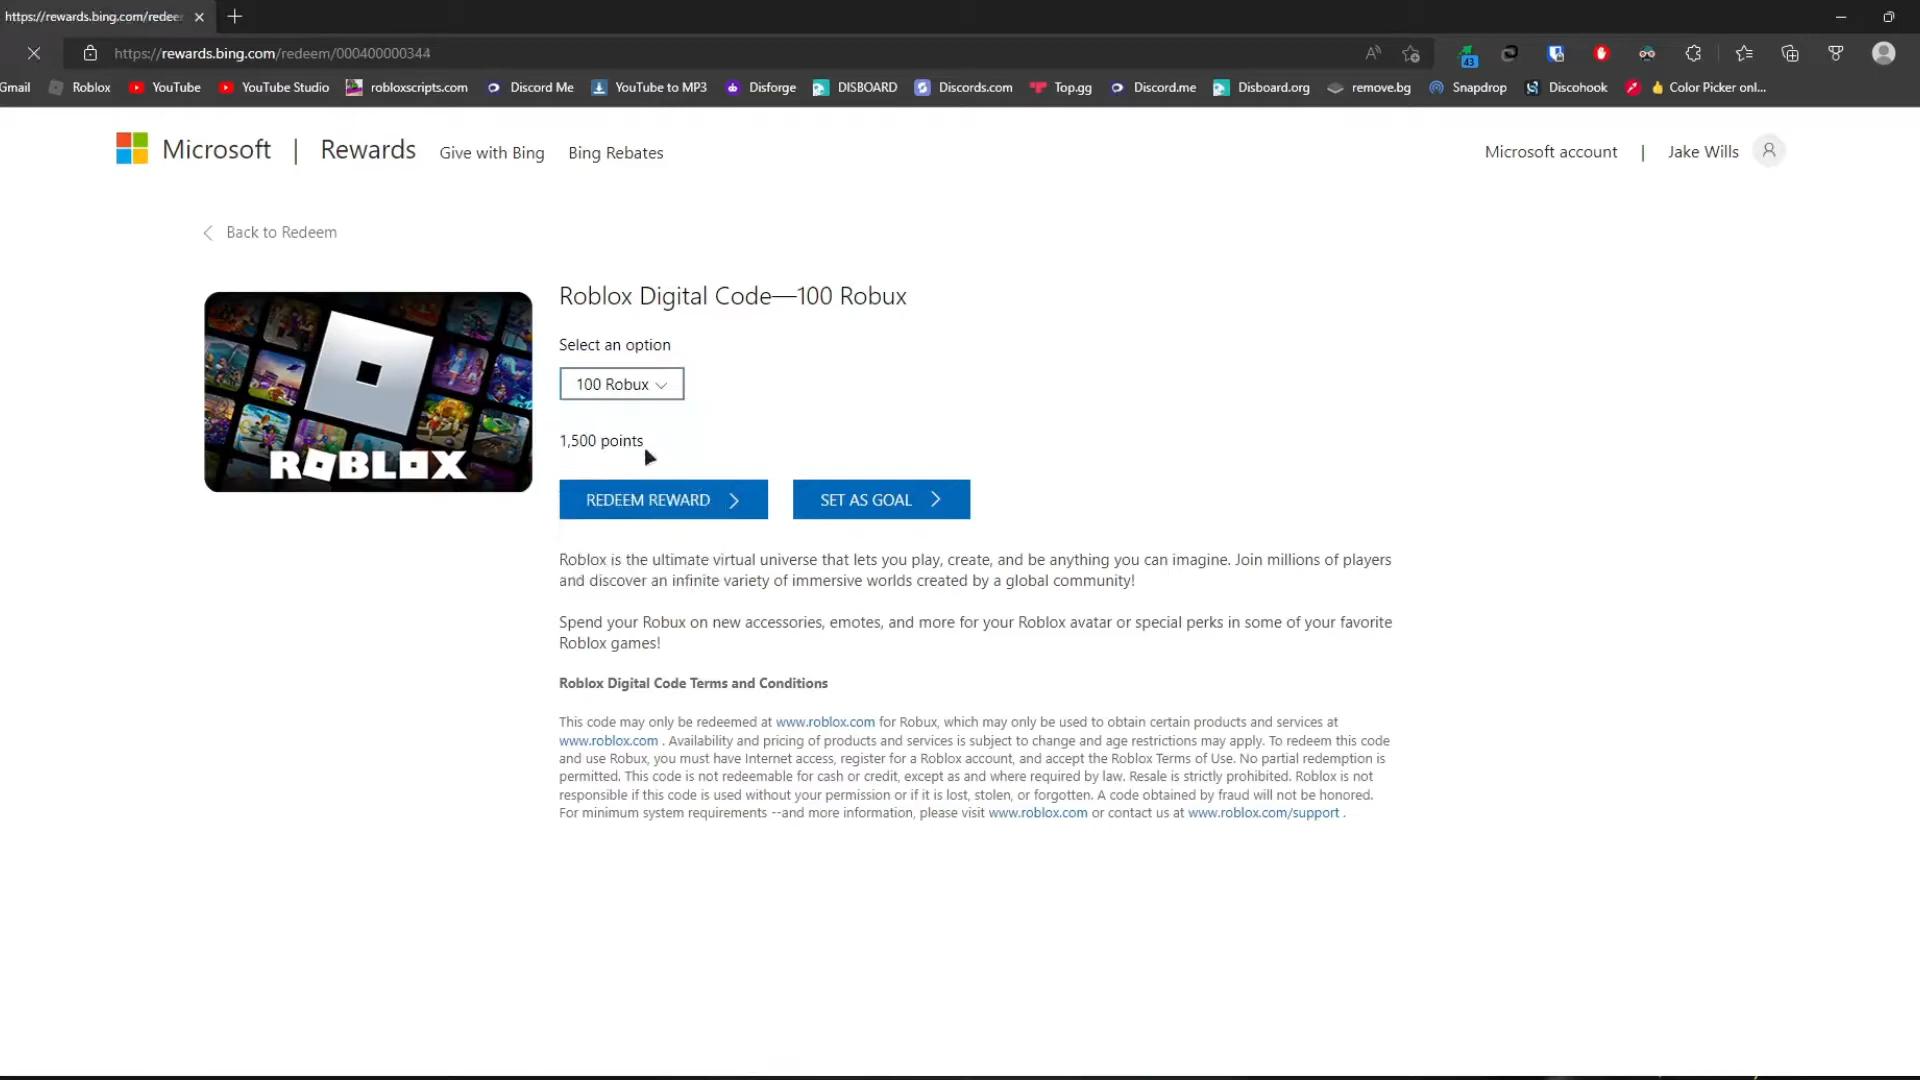 https://rewards.bing.com/redee
https://rewards.bing.com/redeem/000400000344
43
Gmail Roblox YouTube YouTube Studio robloxscripts.com Discord Me YouTube to MP3 Disforge DISBOARD Discords.com Top.gg Discord.me Disboard.org remove.bg Snapdrop Discohook Color Picker onl...
Microsoft | Rewards Give with Bing Bing Rebates Microsoft account | Jake Wills
Back to Redeem
ROBLOX
Roblox Digital Code—100 Robux
Select an option
100 Robux
1,500 points
REDEEM REWARD SET AS GOAL
Roblox is the ultimate virtual universe that lets you play, create, and be anything you can imagine. Join millions of players
and discover an infinite variety of immersive worlds created by a global community!
Spend your Robux on new accessories, emotes, and more for your Roblox avatar or special perks in some of your favorite
Roblox games!
Roblox Digital Code Terms and Conditions
This code may only be redeemed at www.roblox.com for Robux, which may only be used to obtain certain products and services at
www.roblox.com . Availability and pricing of products and services is subject to change and age restrictions may apply. To redeem this code
and use Robux, you must have Internet access, register for a Roblox account, and accept the Roblox Terms of Use. No partial redemption is
permitted. This code is not redeemable for cash or credit, except as and where required by law. Resale is strictly prohibited. Roblox is not
responsible if this code is used without your permission or if it is lost, stolen, or forgotten. A code obtained by fraud will not be honored.
For minimum system requirements --and more information, please visit www.roblox.com or contact us at www.roblox.com/support .